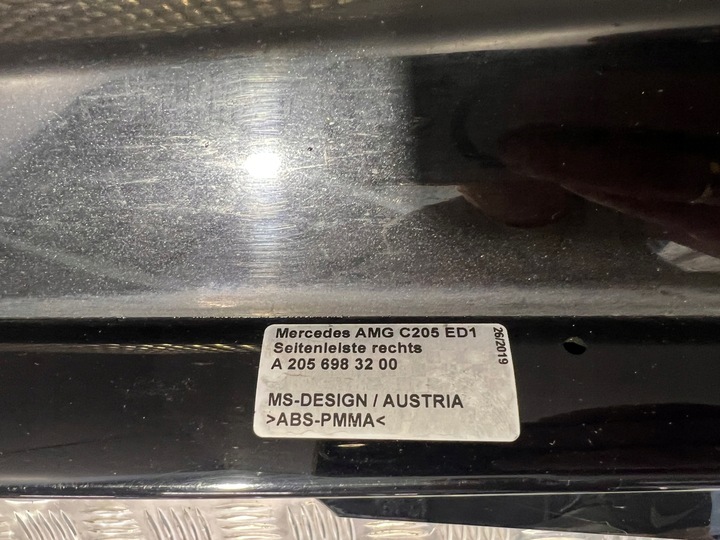 Mercedes AMG C205 ED1
Seitenleiste rechts
A 205 698 32 00
MS-DESIGN / AUSTRIA
>ABS-PMMA<
26/2019